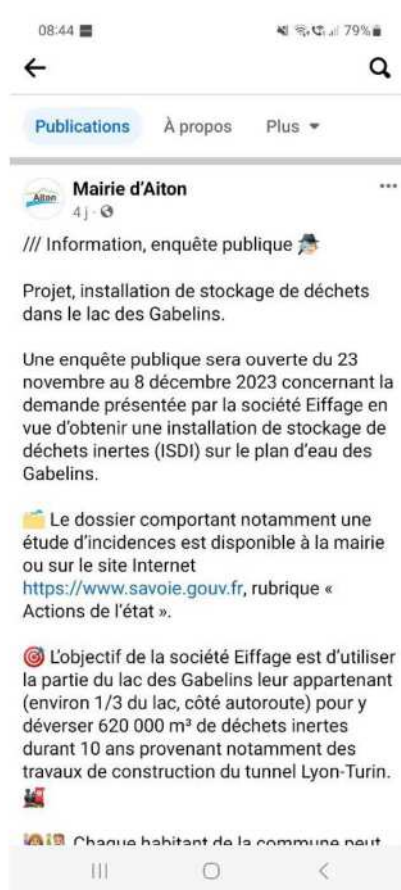 08:44 79%
Publications À propos Plus
Aiton
Mairie d'Aiton
4 j
/// Information, enquête publique
Projet, installation de stockage de déchets
dans le lac des Gabelins.
Une enquête publique sera ouverte du 23
novembre au 8 décembre 2023 concernant la
demande présentée par la société Eiffage en
vue d'obtenir une installation de stockage de
déchets inertes (ISDI) sur le plan d'eau des
Gabelins.
Le dossier comportant notamment une
étude d'incidences est disponible à la mairie
ou sur le site Internet
https://www.savoie.gouv.fr, rubrique «
Actions de l'état ».
L'objectif de la société Eiffage est d'utiliser
la partie du lac des Gabelins leur appartenant
(environ 1/3 du lac, côté autoroute) pour y
déverser 620 000 m³ de déchets inertes
durant 10 ans provenant notamment des
travaux de construction du tunnel Lyon-Turin.
Chaque habitant de la commune peut